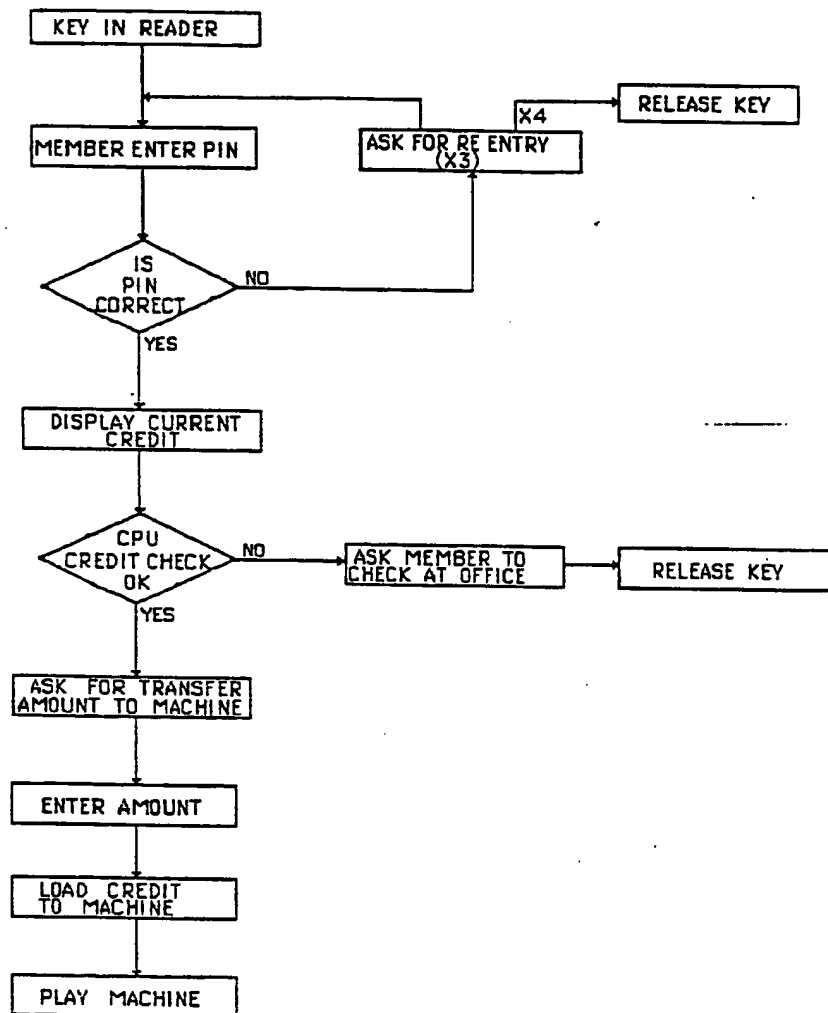 KEY IN READER
MEMBER ENTER PIN
ASK FOR RE ENTRY
(X3)
X4
RELEASE KEY
IS
PIN
CORRECT
NO
YES
DISPLAY CURRENT
CREDIT
CPU
CREDIT CHECK
OK
NO
ASK MEMBER TO
CHECK AT OFFICE
RELEASE KEY
YES
ASK FOR TRANSFER
AMOUNT TO MACHINE
ENTER AMOUNT
LOAD CREDIT
TO MACHINE
PLAY MACHINE